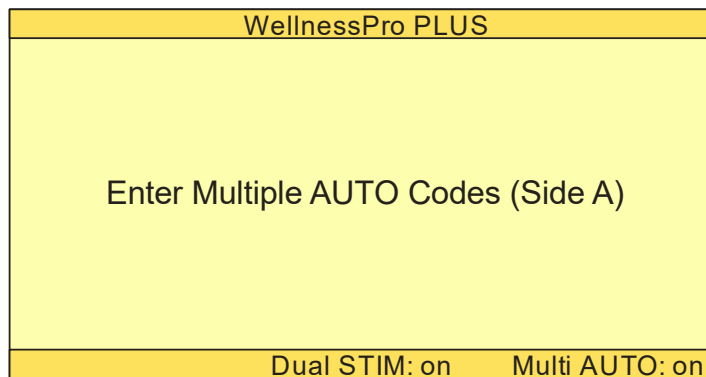 WellnessPro PLUS
Enter Multiple AUTO Codes (Side A)
Dual STIM: on Multi AUTO: on